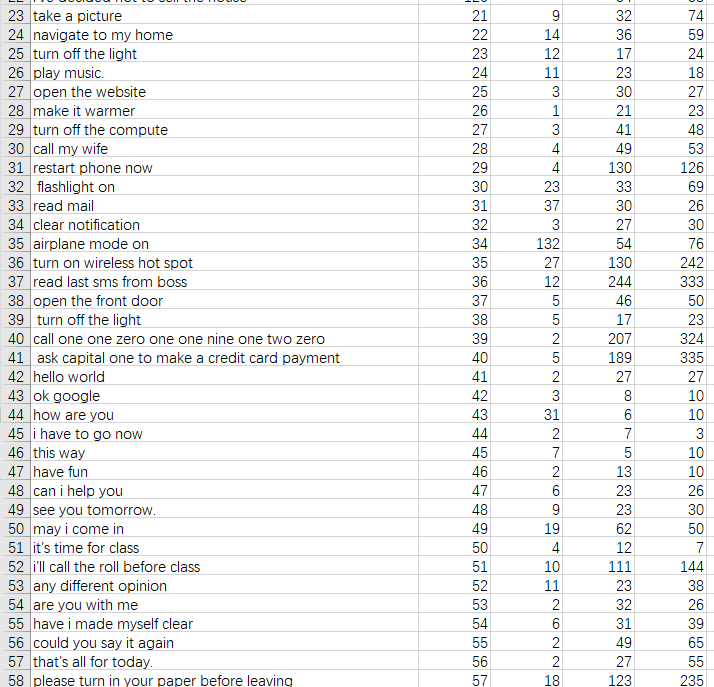 23 take a picture 21 9 32 74
24 navigate to my home 22 14 36 59
25 turn off the light 23 12 17 24
26 play music. 24 11 23 18
27 open the website 25 3 30 27
28 make it warmer 26 1 21 23
29 turn off the compute 27 3 41 48
30 call my wife 28 4 49 53
31 restart phone now 29 4 130 126
32 flashlight on 30 23 33 69
33 read mail 31 37 30 26
34 clear notification 32 3 27 30
35 airplane mode on 34 132 54 76
36 turn on wireless hot spot 35 27 130 242
37 read last sms from boss 36 12 244 333
38 open the front door 37 5 46 50
39 turn off the light 38 5 17 23
40 call one one zero one one nine one two zero 39 2 207 324
41 ask capital one to make a credit card payment 40 5 189 335
42 hello world 41 2 27 27
43 ok google 42 3 8 10
44 how are you 43 31 6 10
45 i have to go now 44 2 7 3
46 this way 45 7 5 10
47 have fun 46 2 13 10
48 can i help you 47 6 23 26
49 see you tomorrow. 48 9 23 30
50 may i come in 49 19 62 50
51 it's time for class 50 4 12 7
52 i'll call the roll before class 51 10 111 144
53 any different opinion 52 11 23 38
54 are you with me 53 2 32 26
55 have i made myself clear 54 6 31 39
56 could you say it again 55 2 49 65
57 that's all for today. 56 2 27 55
58 please turn in your paper before leaving 57 18 123 235